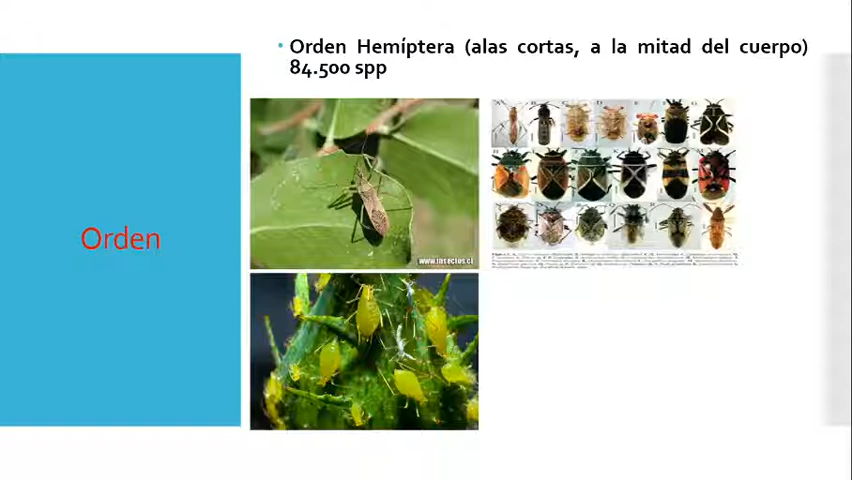 • Orden Hemíptera (alas cortas, a la mitad del cuerpo)
84.500 spp
Orden
www.insectos.cl